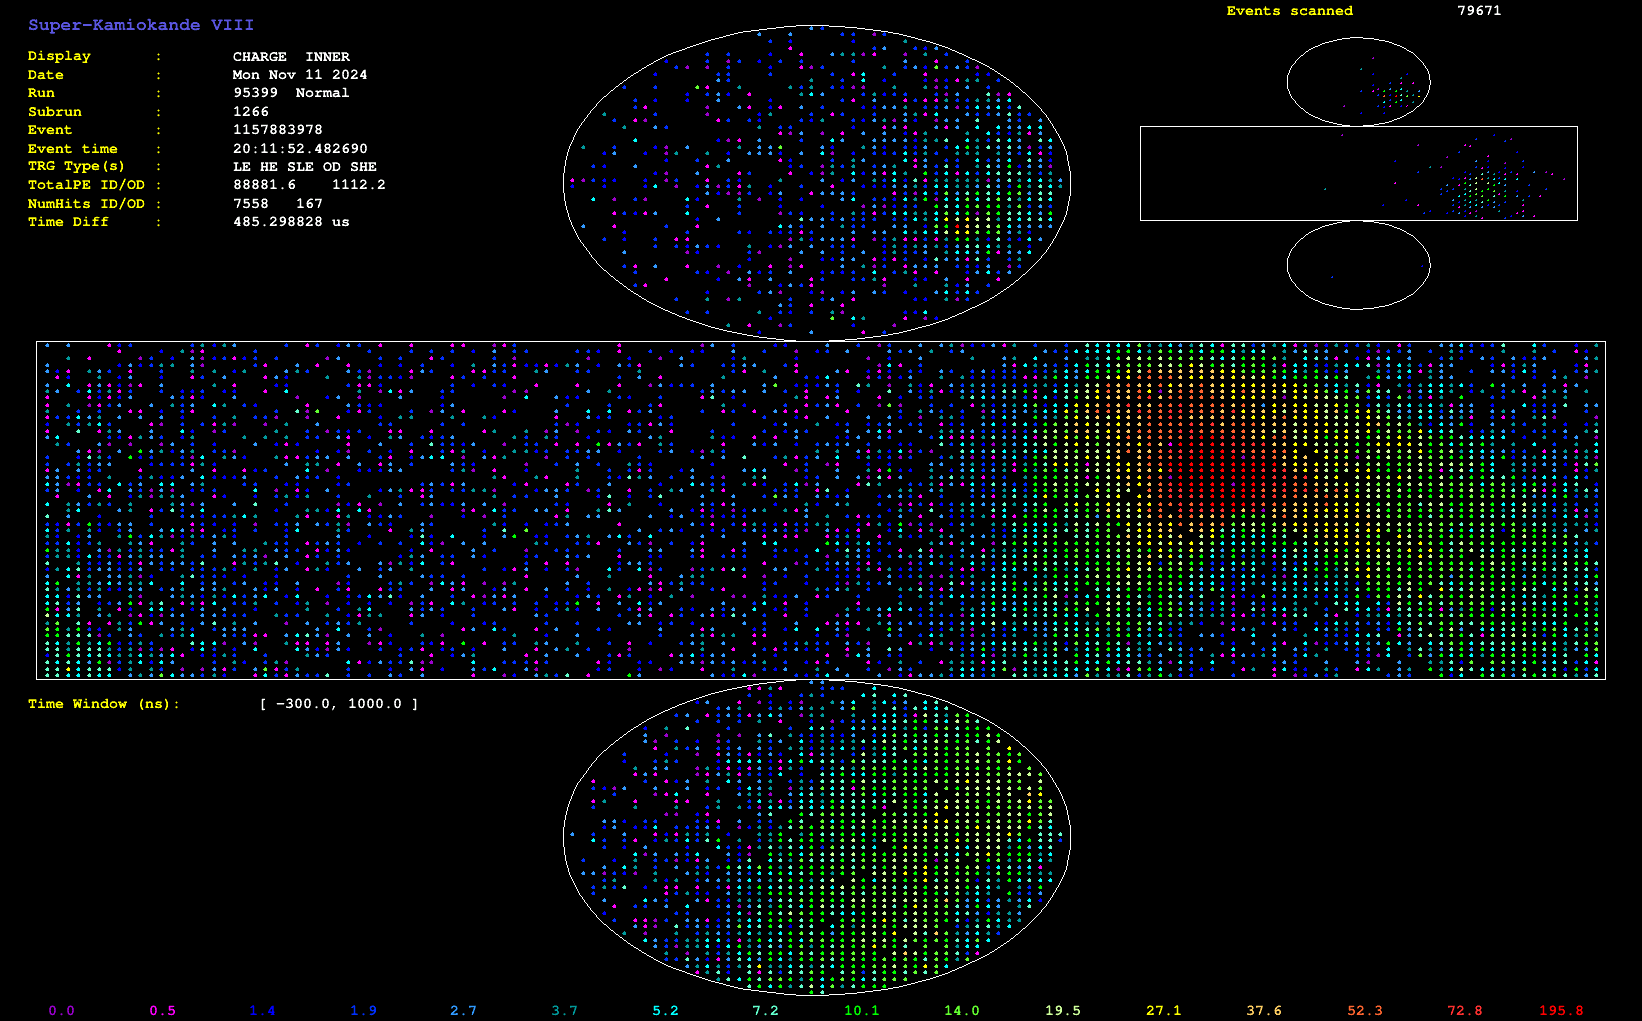 Super-Kamiokande VIII
Events scanned 79671
Display : CHARGE INNER
Date : Mon Nov 11 2024
Run : 95399 Normal
Subrun : 1266
Event : 1157883978
Event time : 20:11:52.482690
TRG Type(s) : LE HE SLE OD SHE
TotalPE ID/OD : 88881.6 1112.2
NumHits ID/OD : 7558 167
Time Diff : 485.298828 us
Time Window (ns): [ -300.0, 1000.0 ]
0.0 0.5 1.4 1.9 2.7 3.7 5.2 7.2 10.1 14.0 19.5 27.1 37.6 52.3 72.8 195.8